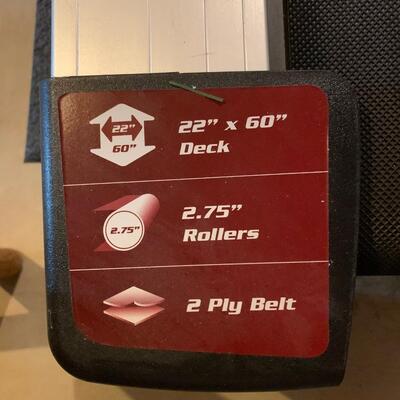 22"
60"
22" x 60"
Deck
2.75"
2.75"
Rollers
2 Ply Belt